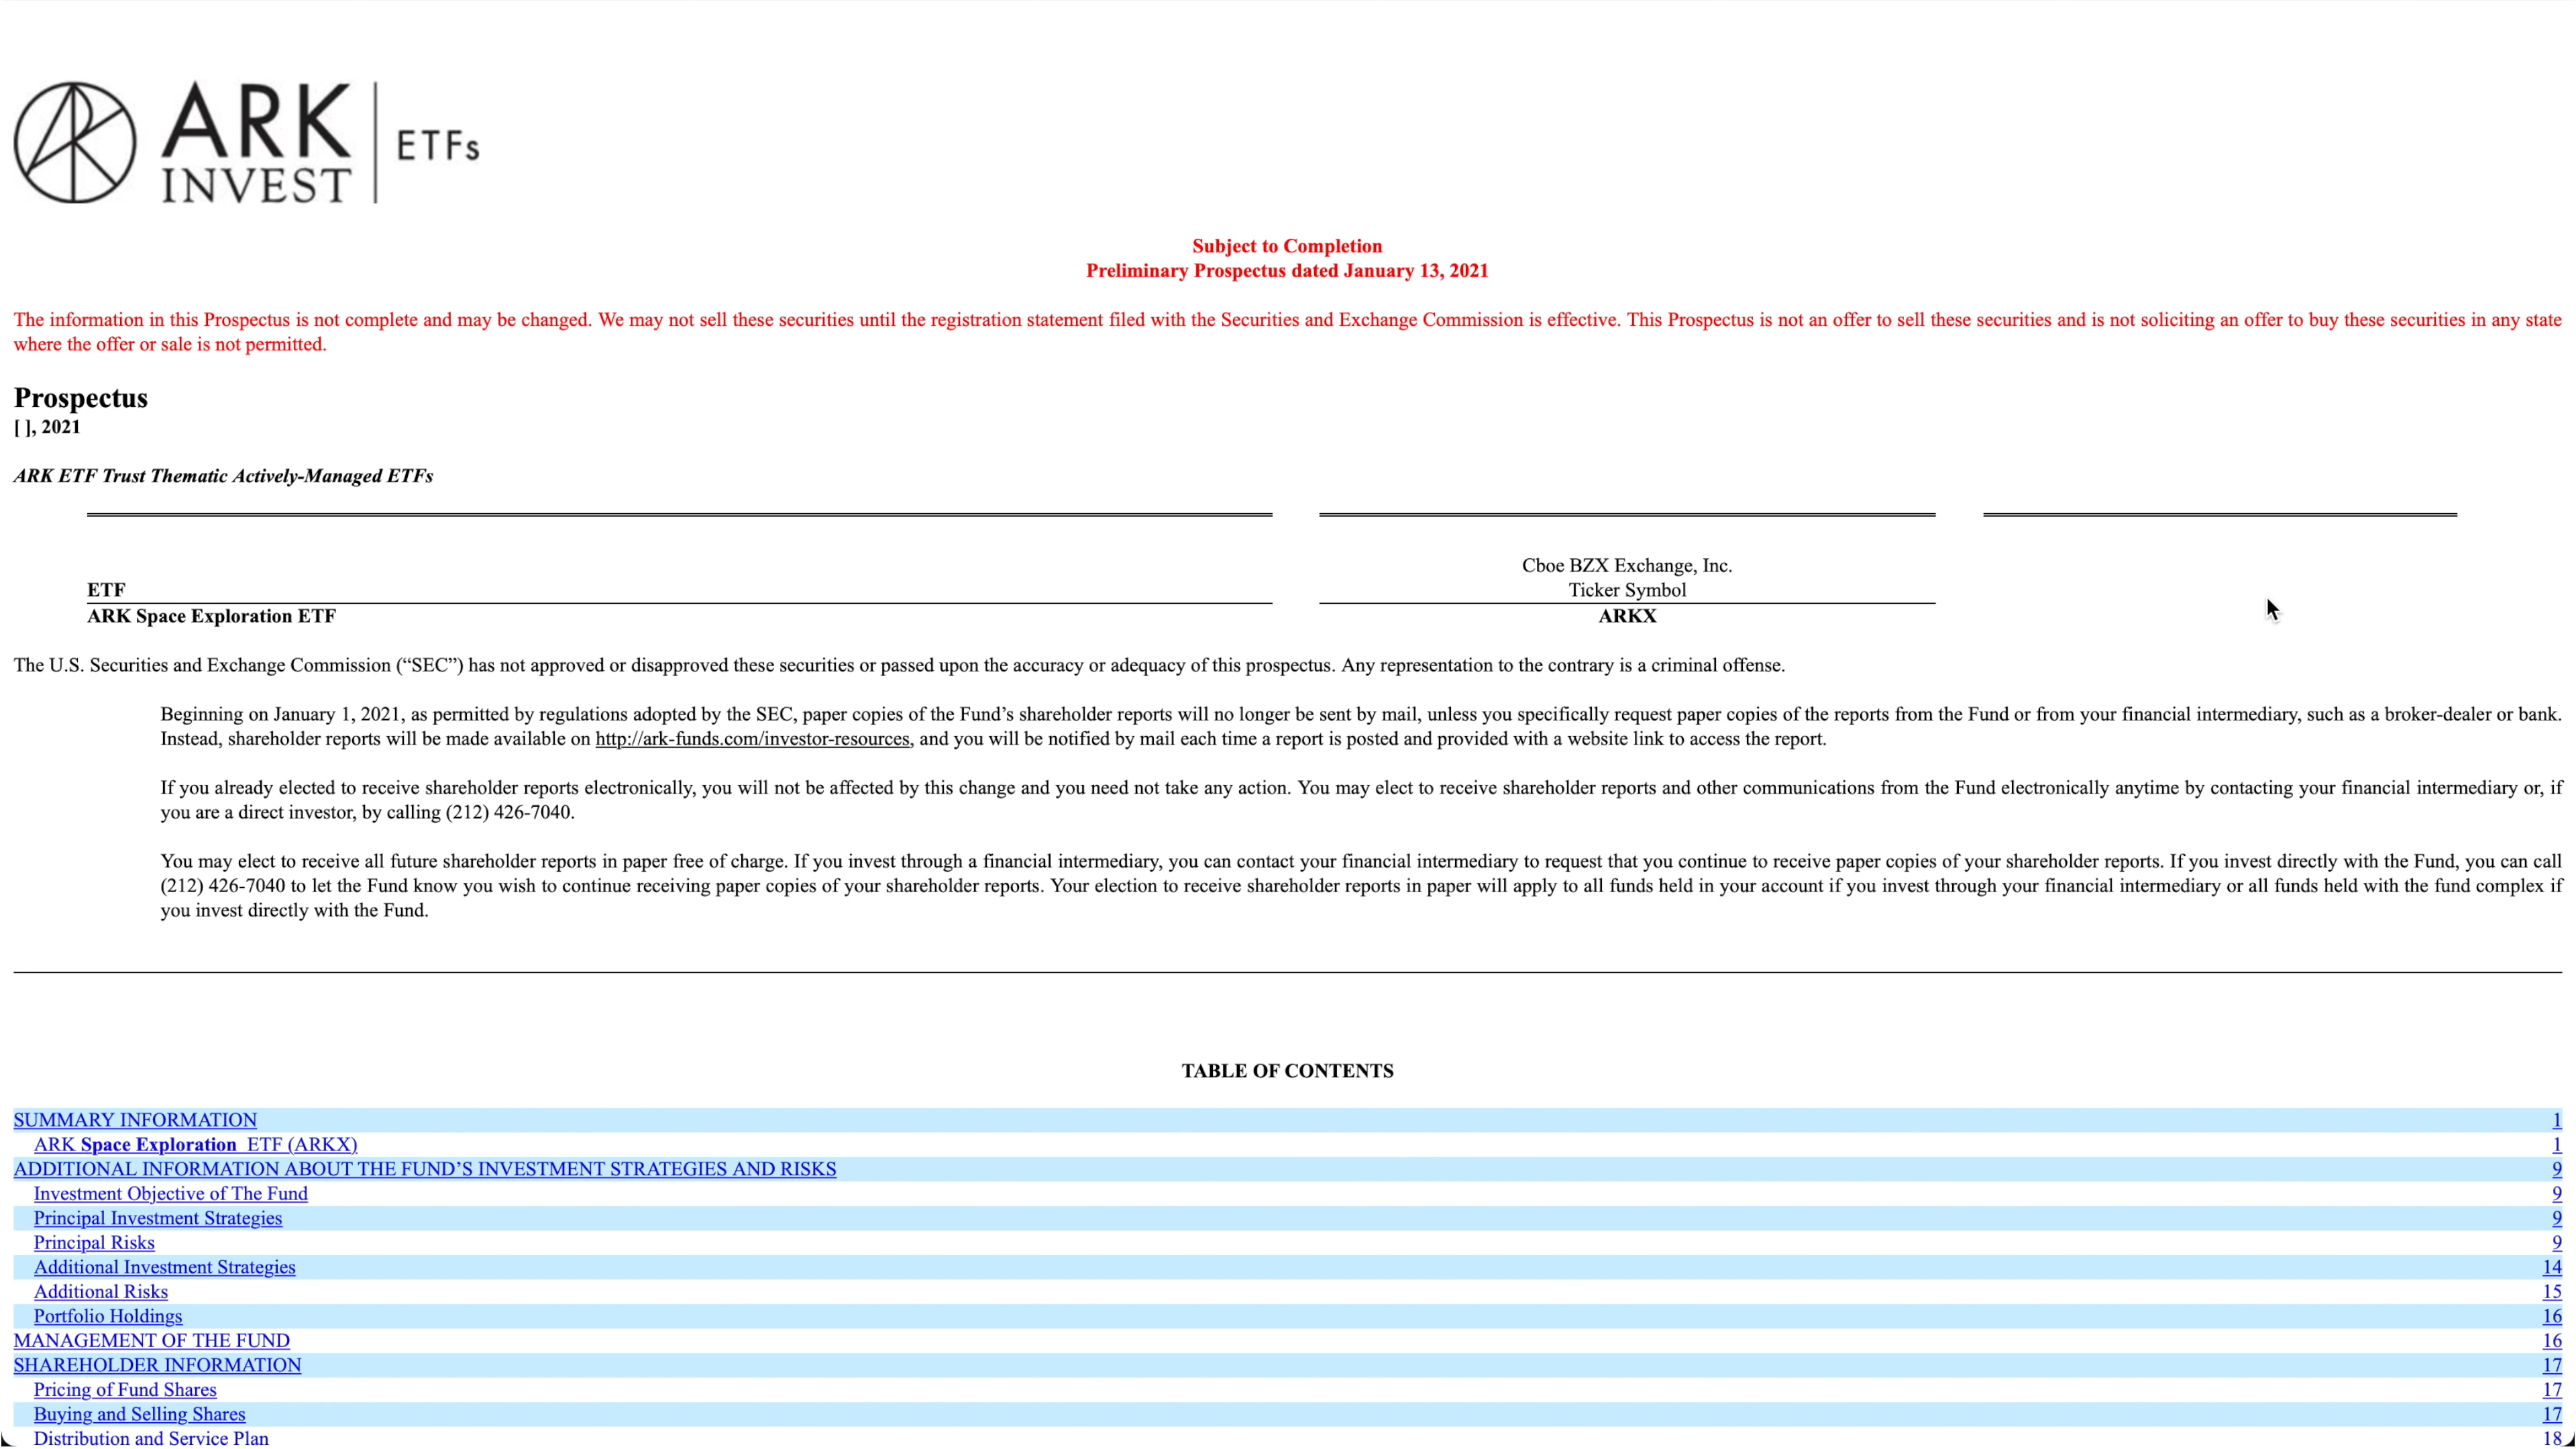 ARK
INVEST
ETFs
Subject to Completion
Preliminary Prospectus dated January 13, 2021
The information in this Prospectus is not complete and may be changed. We may not sell these securities until the registration statement filed with the Securities and Exchange Commission is effective. This Prospectus is not an offer to sell these securities and is not soliciting an offer to buy these securities in any state
where the offer or sale is not permitted.
Prospectus
[ ], 2021
ARK ETF Trust Thematic Actively-Managed ETFs
Cboe BZX Exchange, Inc.
ETF Ticker Symbol
ARK Space Exploration ETF ARKX
The U.S. Securities and Exchange Commission (“SEC”) has not approved or disapproved these securities or passed upon the accuracy or adequacy of this prospectus. Any representation to the contrary is a criminal offense.
Beginning on January 1, 2021, as permitted by regulations adopted by the SEC, paper copies of the Fund’s shareholder reports will no longer be sent by mail, unless you specifically request paper copies of the reports from the Fund or from your financial intermediary, such as a broker-dealer or bank.
Instead, shareholder reports will be made available on http://ark-funds.com/investor-resources, and you will be notified by mail each time a report is posted and provided with a website link to access the report.
If you already elected to receive shareholder reports electronically, you will not be affected by this change and you need not take any action. You may elect to receive shareholder reports and other communications from the Fund electronically anytime by contacting your financial intermediary or, if
you are a direct investor, by calling (212) 426-7040.
You may elect to receive all future shareholder reports in paper free of charge. If you invest through a financial intermediary, you can contact your financial intermediary to request that you continue to receive paper copies of your shareholder reports. If you invest directly with the Fund, you can call
(212) 426-7040 to let the Fund know you wish to continue receiving paper copies of your shareholder reports. Your election to receive shareholder reports in paper will apply to all funds held in your account if you invest through your financial intermediary or all funds held with the fund complex if
you invest directly with the Fund.
TABLE OF CONTENTS
SUMMARY INFORMATION 1
ARK Space Exploration ETF (ARKX) 1
ADDITIONAL INFORMATION ABOUT THE FUND’S INVESTMENT STRATEGIES AND RISKS 9
Investment Objective of The Fund 9
Principal Investment Strategies 9
Principal Risks 9
Additional Investment Strategies 14
Additional Risks 15
Portfolio Holdings 16
MANAGEMENT OF THE FUND 16
SHAREHOLDER INFORMATION 17
Pricing of Fund Shares 17
Buying and Selling Shares 17
Distribution and Service Plan 18